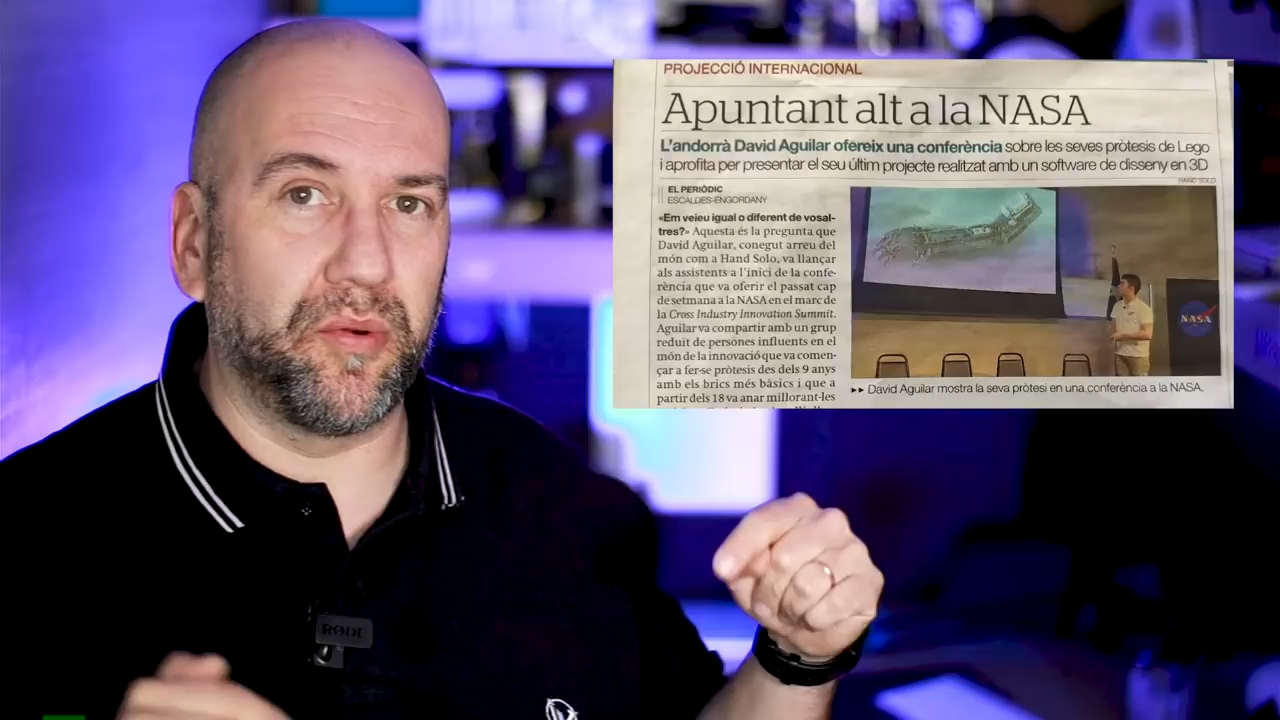 PROJECCIÓ INTERNACIONAL
Apuntant alt a la NASA
L'andorrà David Aguilar ofereix una conferència sobre les seves pròtesis de Lego
i aprofita per presentar el seu últim projecte realitzat amb un software de disseny en 3D
HAND SOLO
EL PERIÒDIC
ESCALDES-ENGORDANY
«Em veieu igual o diferent de vosal-
tres?» Aquesta és la pregunta que
David Aguilar, conegut arreu del
món com a Hand Solo, va llançar
als assistents a l'inici de la confe-
rència que va oferir el passat cap
de setmana a la NASA en el marc de
la Cross Industry Innovation Summit.
Aguilar va compartir amb un grup
reduit de persones influents en el
món de la innovació que va comen-
çar a fer-se pròtesis des dels 9 anys
amb els brics més bàsics i que a
partir dels 18 va anar millorant-les
NASA
▸▸ David Aguilar mostra la seva pròtesi en una conferència a la NASA.
RØDE